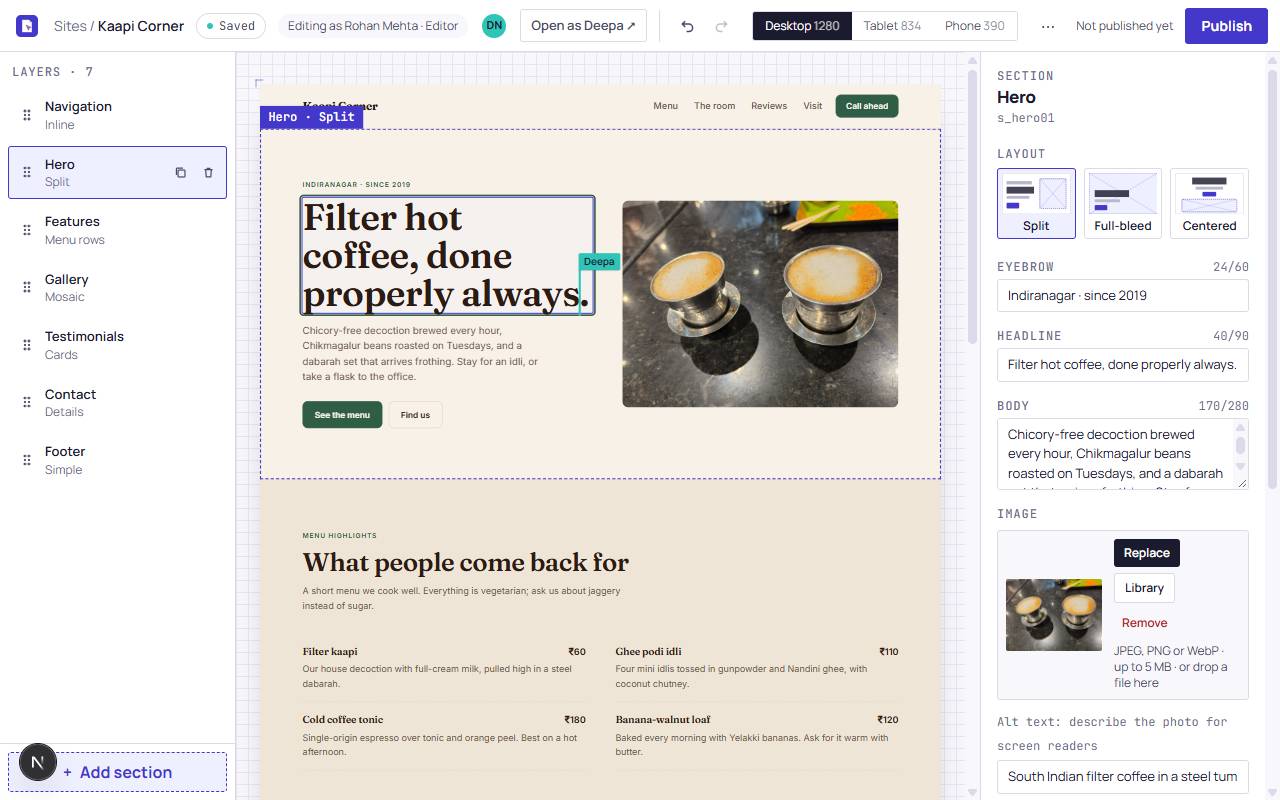 Sites / Kaapi Corner
Saved
Editing as Rohan Mehta · Editor
DN
Open as Deepa ↗
Desktop 1280
Tablet 834
Phone 390
...
Not published yet
Publish
LAYERS · 7
Navigation
Inline
Hero
Split
Features
Menu rows
Gallery
Mosaic
Testimonials
Cards
Contact
Details
Footer
Simple
+ Add section
N
Kaapi Corner
Menu
The room
Reviews
Visit
Call ahead
Hero · Split
INDIRANAGAR · SINCE 2019
Filter hot
coffee, done
properly always.
Deepa
Chicory-free decoction brewed every hour,
Chikmagalur beans roasted on Tuesdays, and a
dabarah set that arrives frothing. Stay for an idli, or
take a flask to the office.
See the menu
Find us
MENU HIGHLIGHTS
What people come back for
A short menu we cook well. Everything is vegetarian; ask us about jaggery
instead of sugar.
Filter kaapi
₹60
Our house decoction with full-cream milk, pulled high in a steel
dabarah.
Ghee podi idli
₹110
Four mini idlis tossed in gunpowder and Nandini ghee, with
coconut chutney.
Cold coffee tonic
₹180
Single-origin espresso over tonic and orange peel. Best on a hot
afternoon.
Banana-walnut loaf
₹120
Baked every morning with Yelakki bananas. Ask for it warm with
butter.
SECTION
Hero
s_hero01
LAYOUT
Split
Full-bleed
Centered
EYEBROW
24/60
Indiranagar · since 2019
HEADLINE
40/90
Filter hot coffee, done properly always.
BODY
170/280
Chicory-free decoction brewed
every hour, Chikmagalur beans
roasted on Tuesdays, and a dabarah
IMAGE
Replace
Library
Remove
JPEG, PNG or WebP ·
up to 5 MB · or drop a
file here
Alt text: describe the photo for
screen readers
South Indian filter coffee in a steel tum